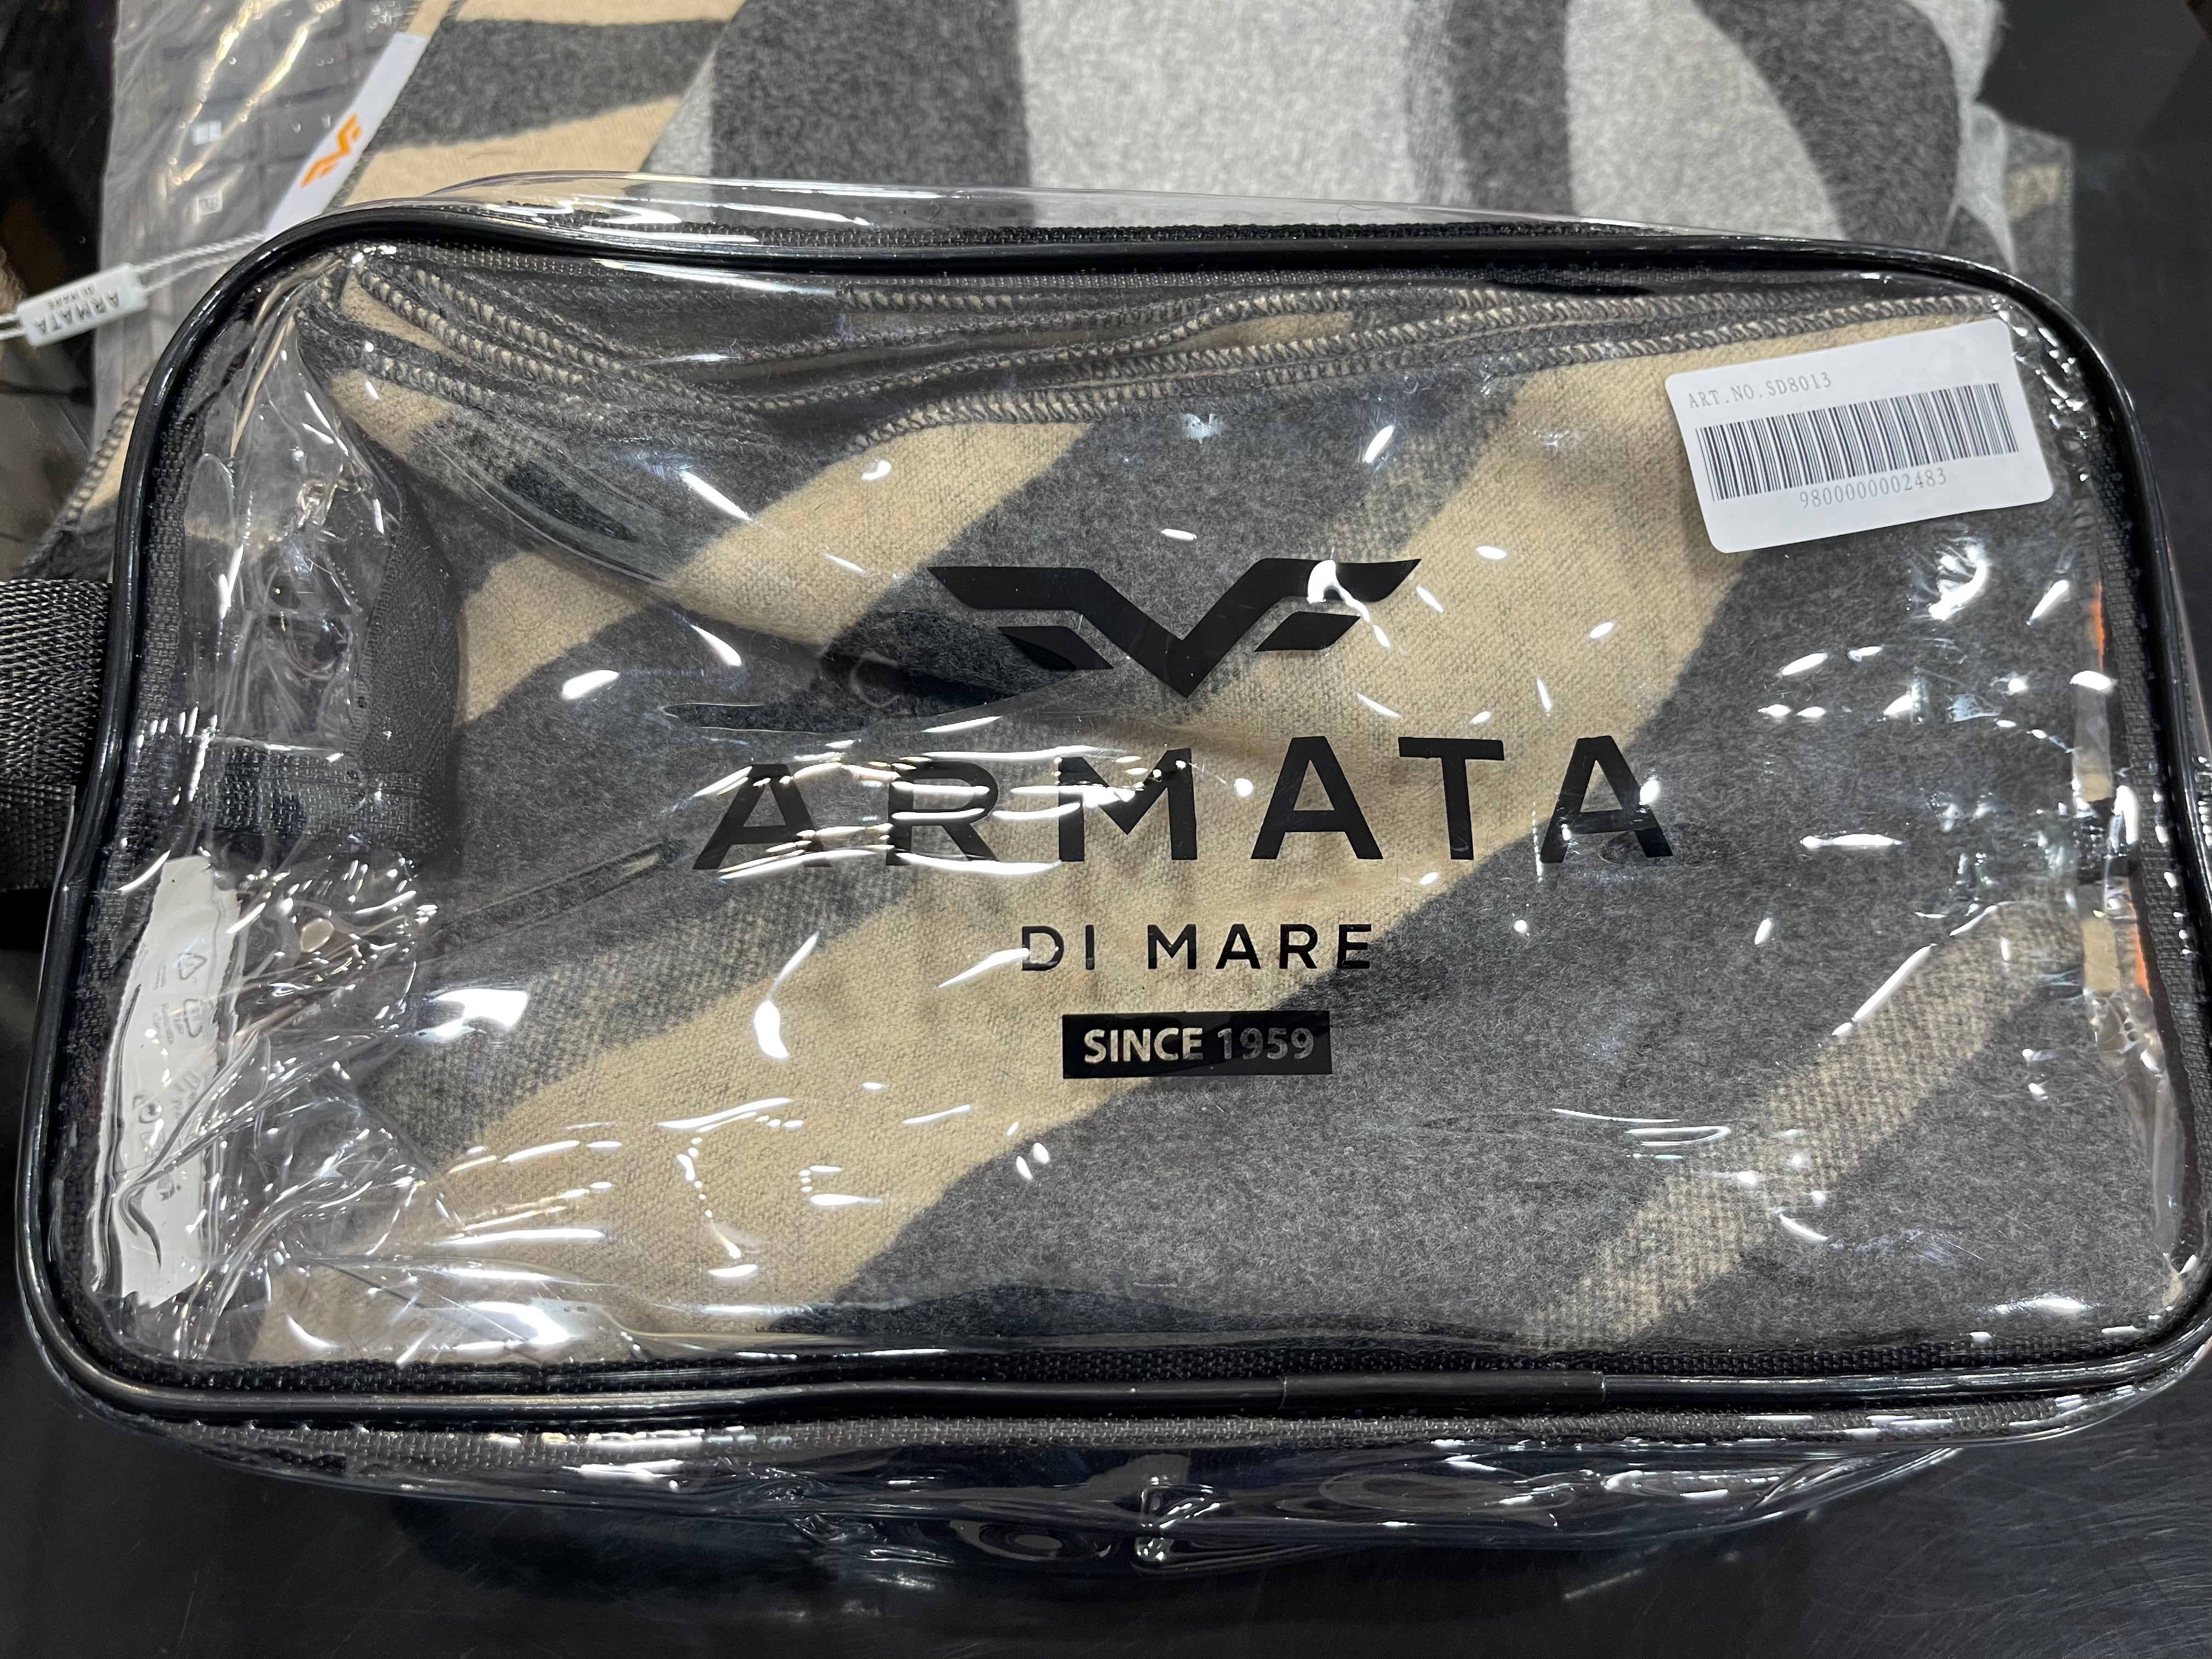 ARMATA
DI MARE
ART.NO.SD8013
9800000002483
ARMATA
DI MARE
SINCE 1959